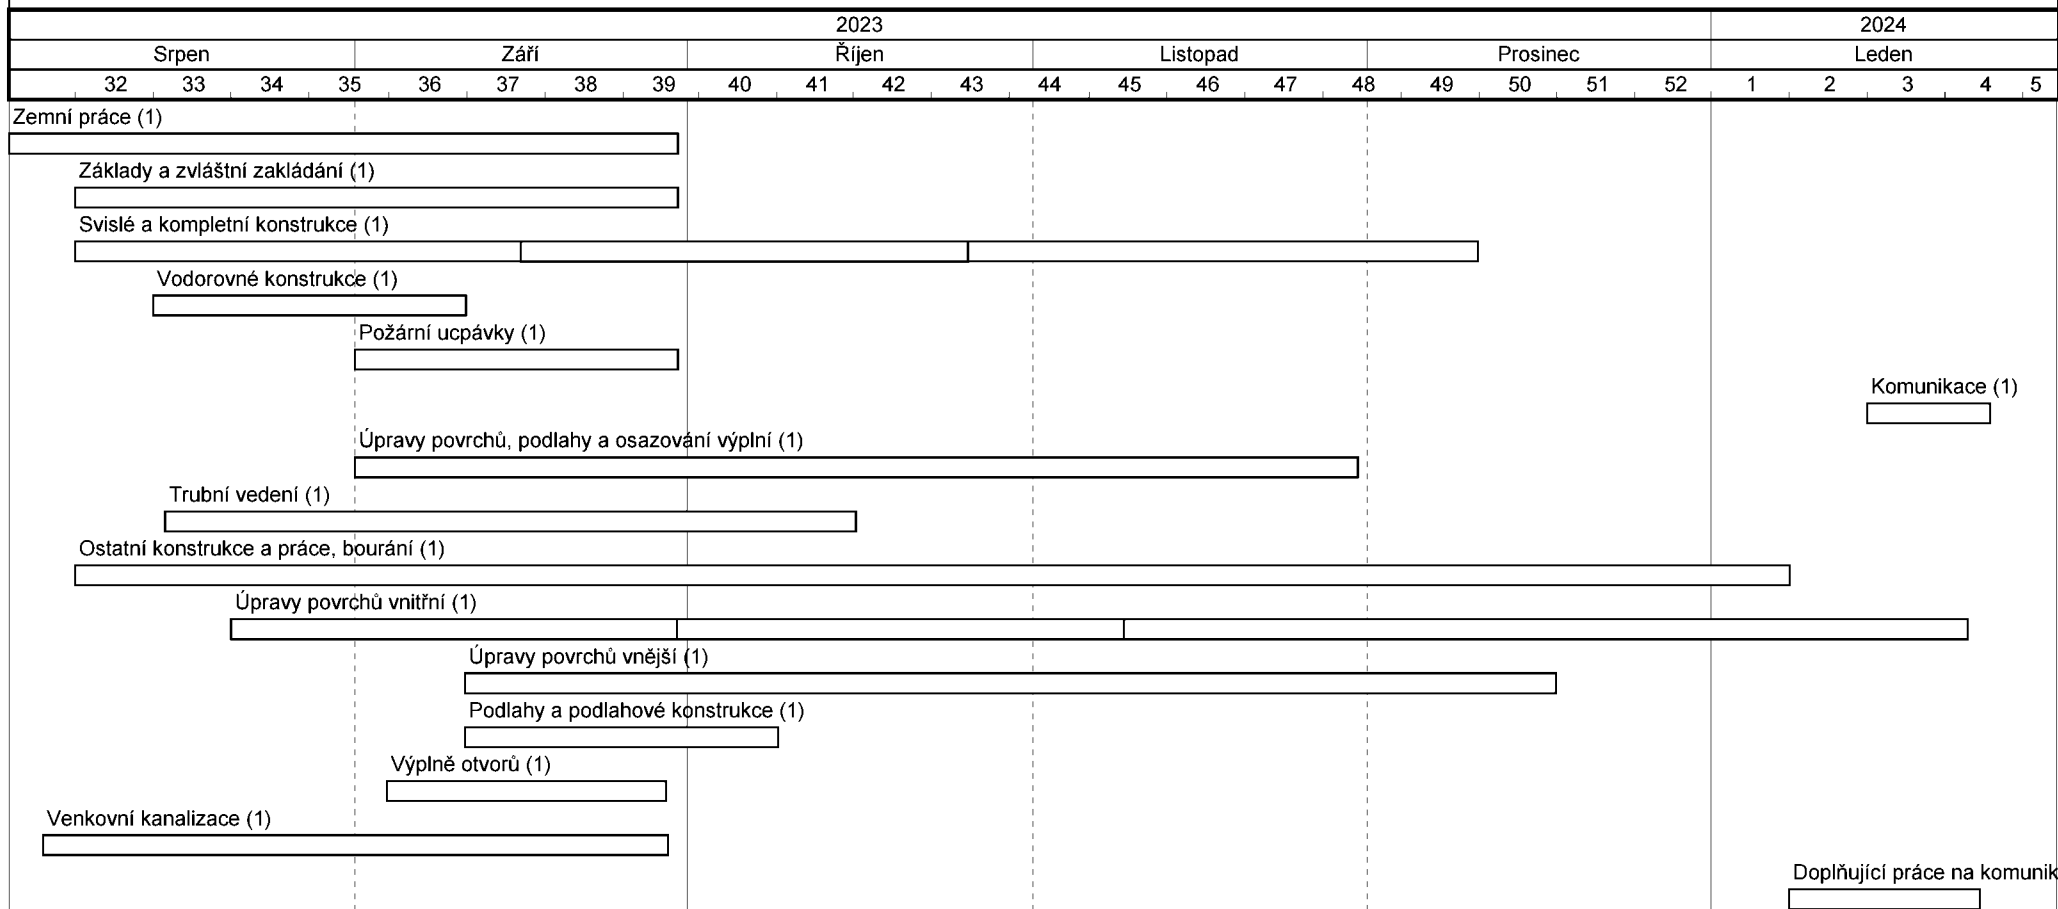 2023 2024
Srpen Září Říjen Listopad Prosinec Leden
32 33 34 35 36 37 38 39 40 41 42 43 44 45 46 47 48 49 50 51 52 1 2 3 4 5
Zemní práce (1)
Základy a zvláštní zakládání (1)
Svislé a kompletní konstrukce (1)
Vodorovné konstrukce (1)
Požární ucpávky (1)
Komunikace (1)
Úpravy povrchů, podlahy a osazování výplní (1)
Trubní vedení (1)
Ostatní konstrukce a práce, bourání (1)
Úpravy povrchů vnitřní (1)
Úpravy povrchů vnější (1)
Podlahy a podlahové konstrukce (1)
Výplně otvorů (1)
Venkovní kanalizace (1)
Doplňující práce na komunik